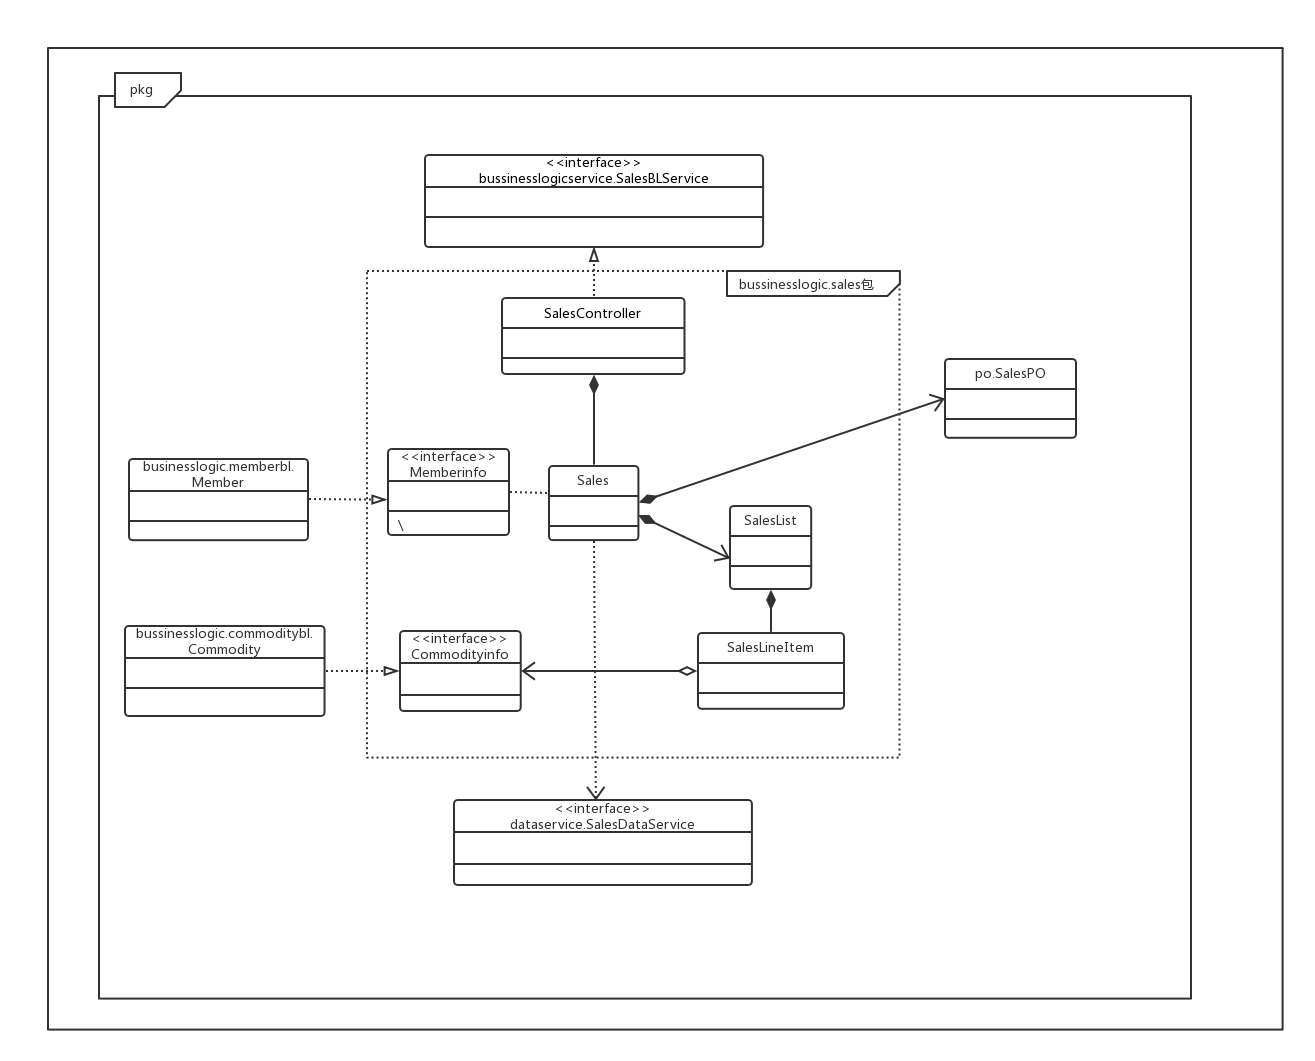 pkg
<<interface>>
bussinesslogicservice.SalesBLService
bussinesslogic.sales包
SalesController
po.SalesPO
businesslogic.memberbl.
Member
<<interface>>
Memberinfo
\
Sales
SalesList
bussinesslogic.commoditybl.
Commodity
<<interface>>
Commodityinfo
SalesLineItem
<<interface>>
dataservice.SalesDataService